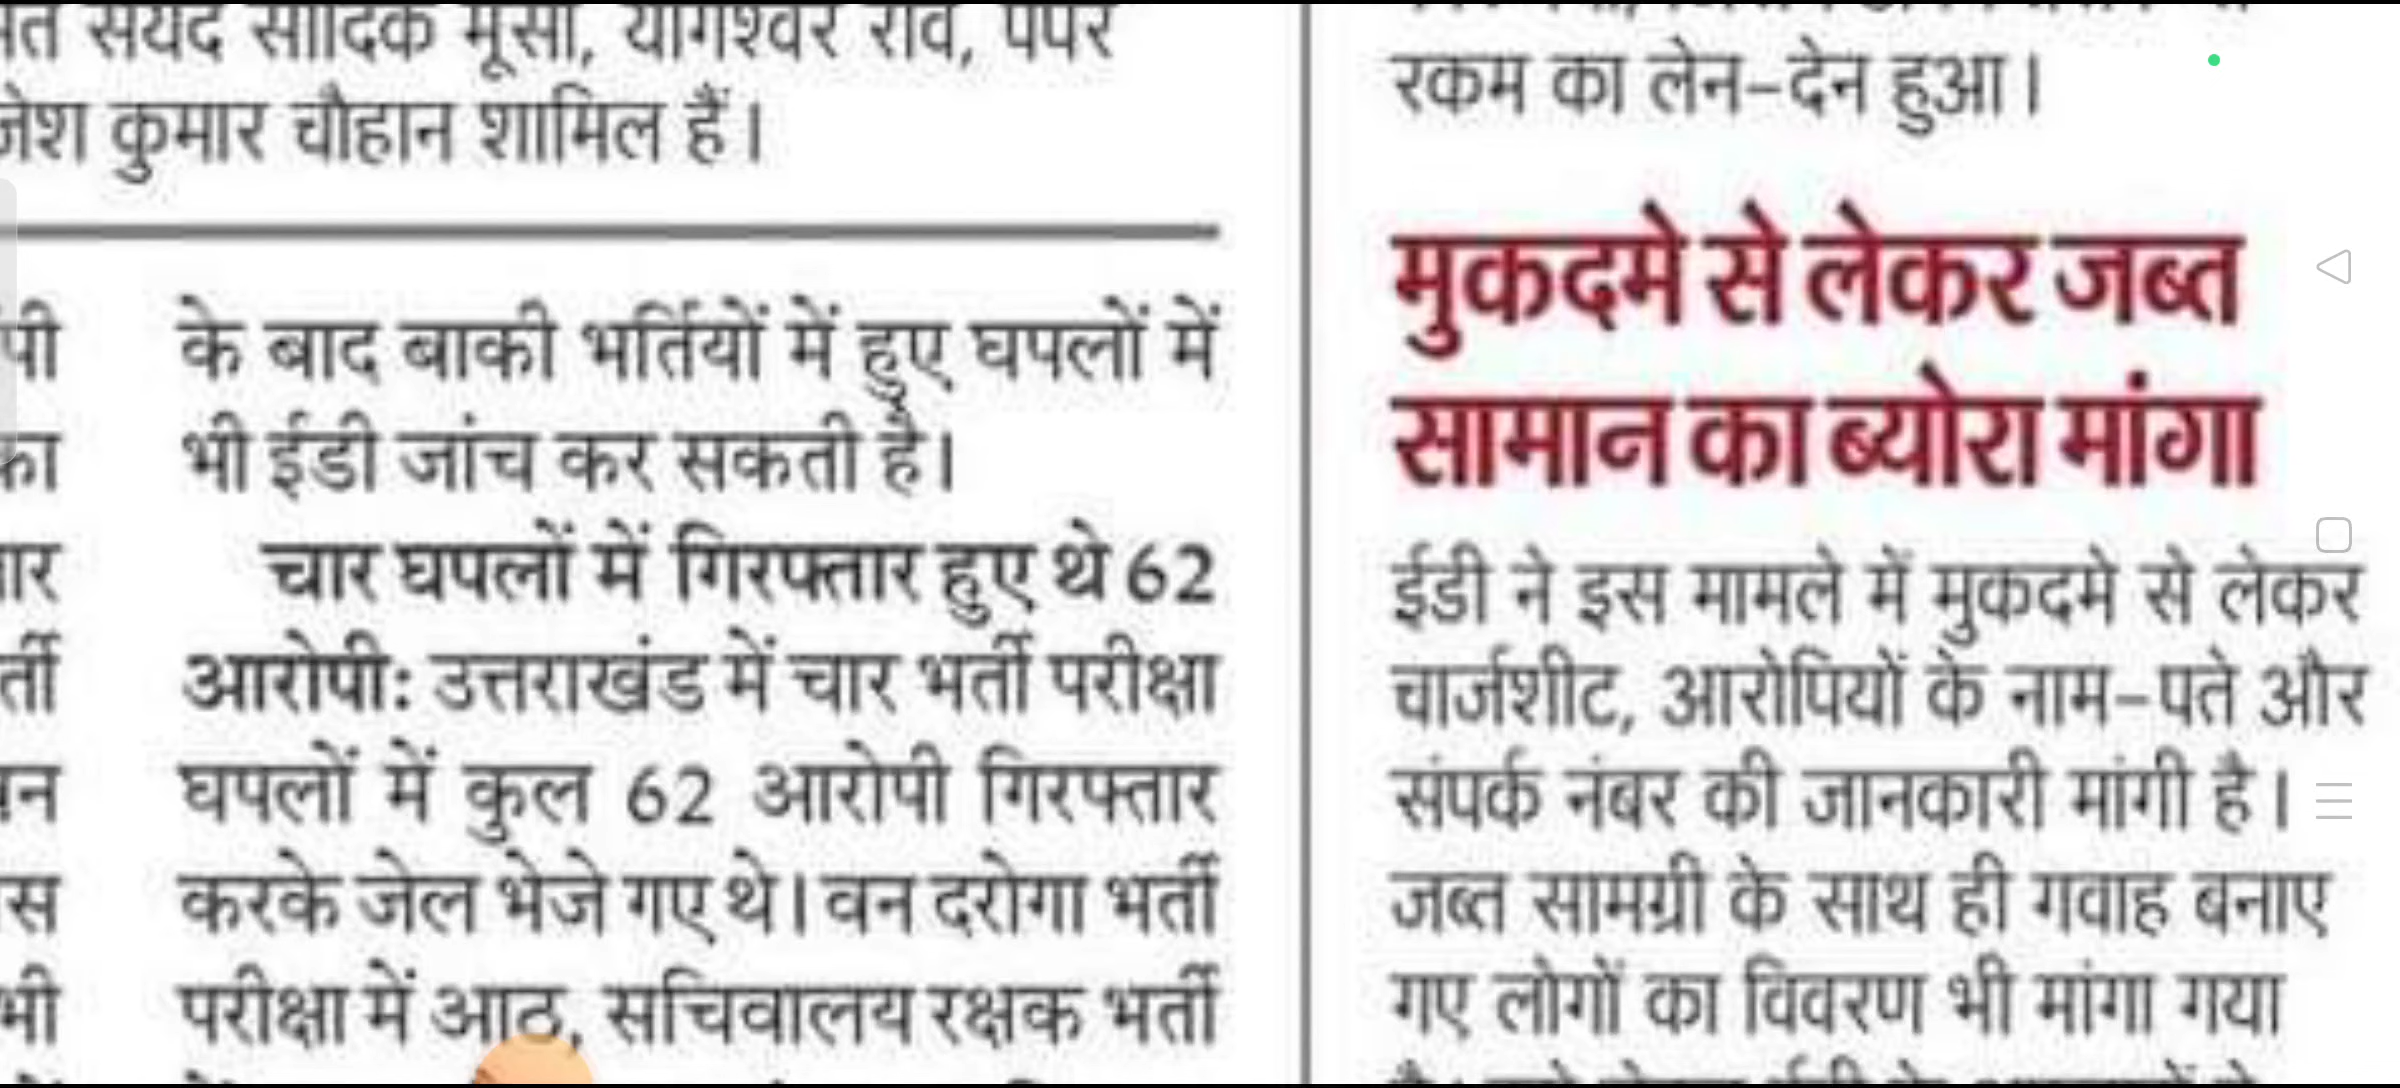 सैयद सादिक मूसा, योगेश्वर राव,
कुमार चौहान शामिल हैं।
के बाद बाकी भर्तियों में हुए घपलों में
भी ईडी जांच कर सकती है।
चार घपलों में गिरफ्तार हुए थे 62
आरोपी: उत्तराखंड में चार भर्ती परीक्षा
घपलों में कुल 62 आरोपी गिरफ्तार
करके जेल भेजे गए थे। वन दरोगा भर्ती
परीक्षा में आठ, सचिवालय रक्षक भर्ती
रकम का लेन-देन हुआ।
मुकदमे से लेकर जब्त
सामान का ब्योरा मांगा
ईडी ने इस मामले में मुकदमे से लेकर
चार्जशीट, आरोपियों के नाम-पते और
संपर्क नंबर की जानकारी मांगी है।
जब्त सामग्री के साथ ही गवाह बनाए
गए लोगों का विवरण भी मांगा गया